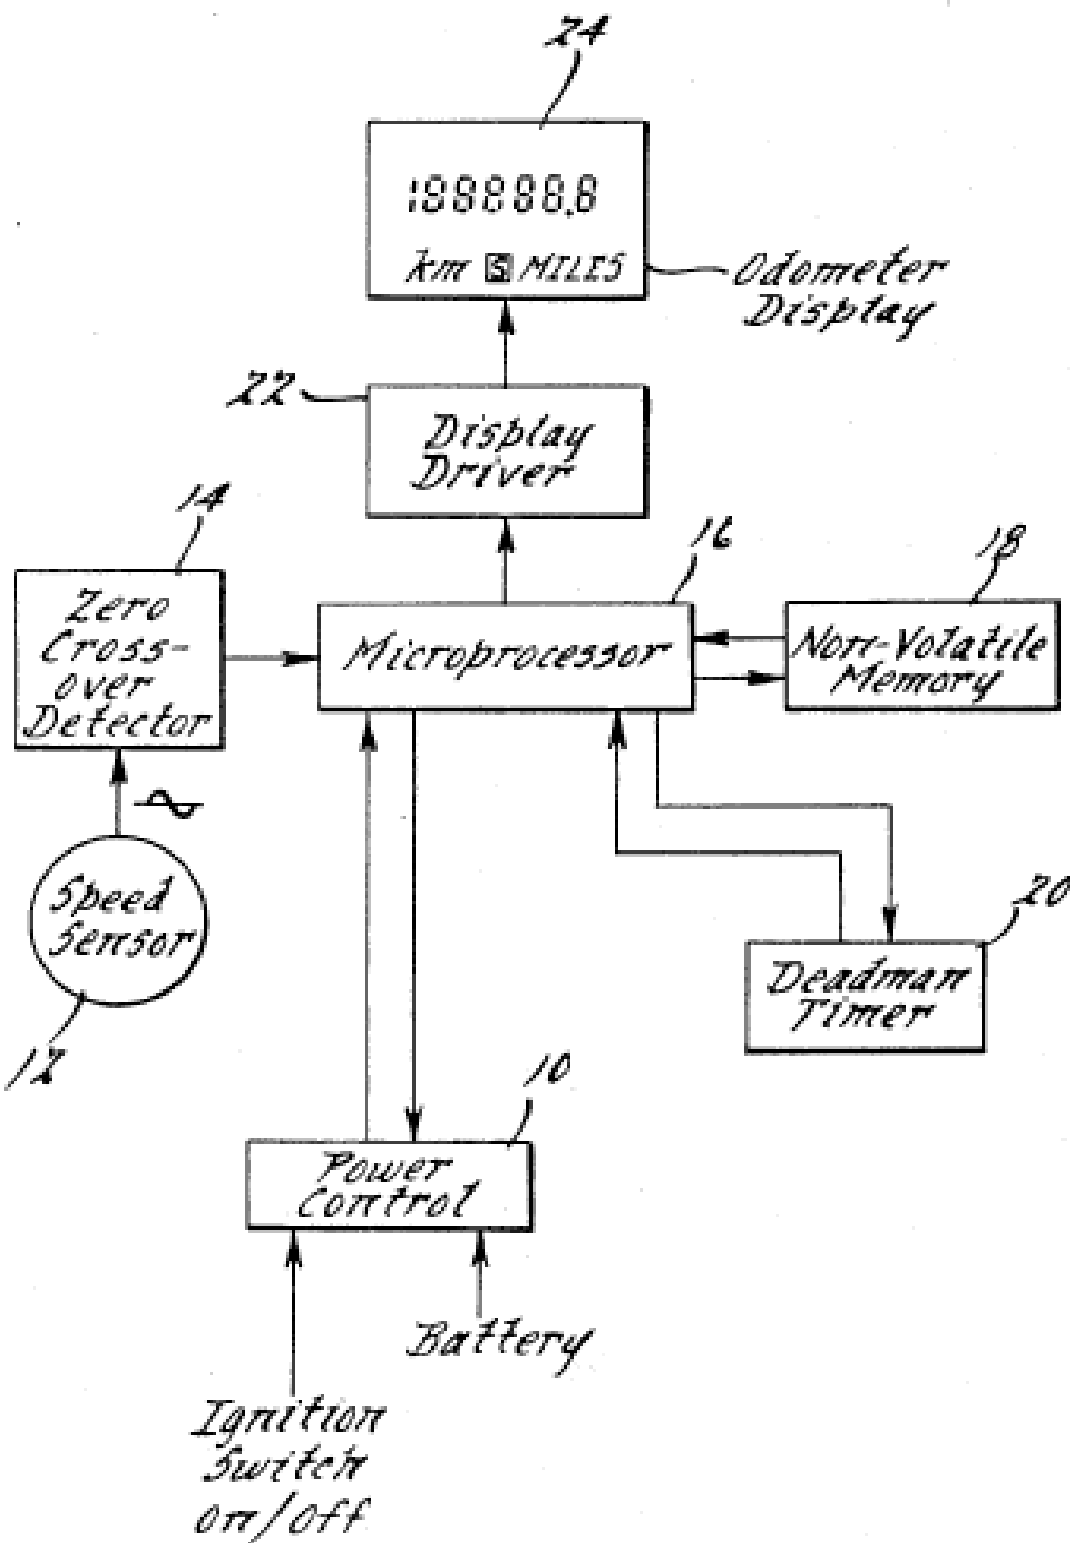 24
188888.8
km S MILES
Odometer
Display
22
Display
Driver
14
Zero
Cross-
over
Detector
16
Microprocessor
18
Non-Volatile
Memory
Speed
Sensor
12
20
Deadman
Timer
10
Power
Control
Battery
Ignition
Switch
on/off